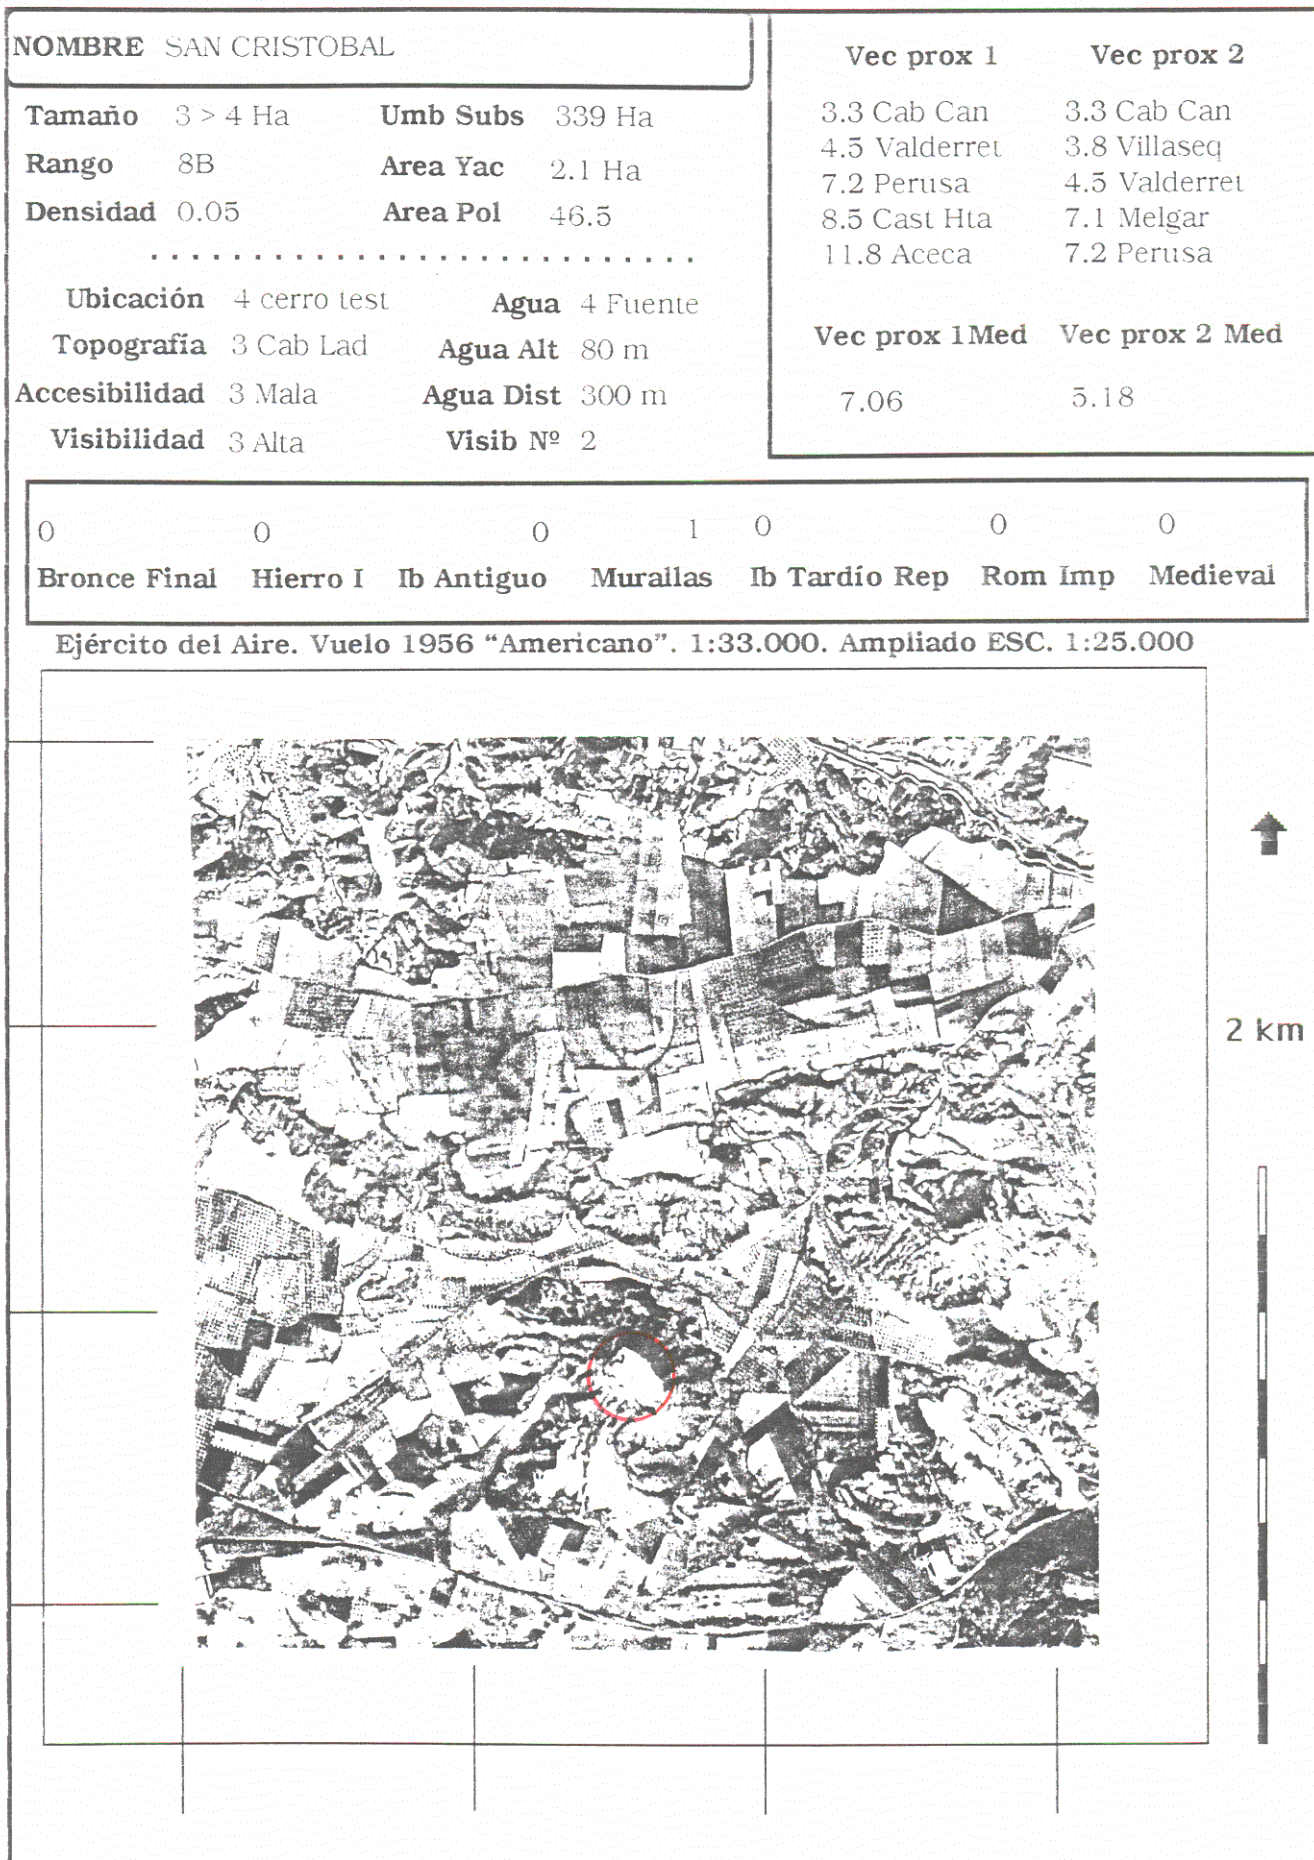 NOMBRE SAN CRISTOBAL
Tamaño 3 > 4 Ha Umb Subs 339 Ha
Rango 8B Area Yac 2.1 Ha
Densidad 0.05 Area Pol 46.5
Ubicación 4 cerro test Agua 4 Fuente
Topografía 3 Cab Lad Agua Alt 80 m
Accesibilidad 3 Mala Agua Dist 300 m
Visibilidad 3 Alta Visib Nº 2
Vec prox 1 Vec prox 2
3.3 Cab Can 3.3 Cab Can
4.5 Valderret 3.8 Villaseq
7.2 Perusa 4.5 Valderret
8.5 Cast Hta 7.1 Melgar
11.8 Aceca 7.2 Perusa
Vec prox 1Med Vec prox 2 Med
7.06 5.18
0 0 0 1 0 0 0
Bronce Final Hierro I Ib Antiguo Murallas Ib Tardío Rep Rom Imp Medieval
Ejército del Aire. Vuelo 1956 “Americano”. 1:33.000. Ampliado ESC. 1:25.000
2 km